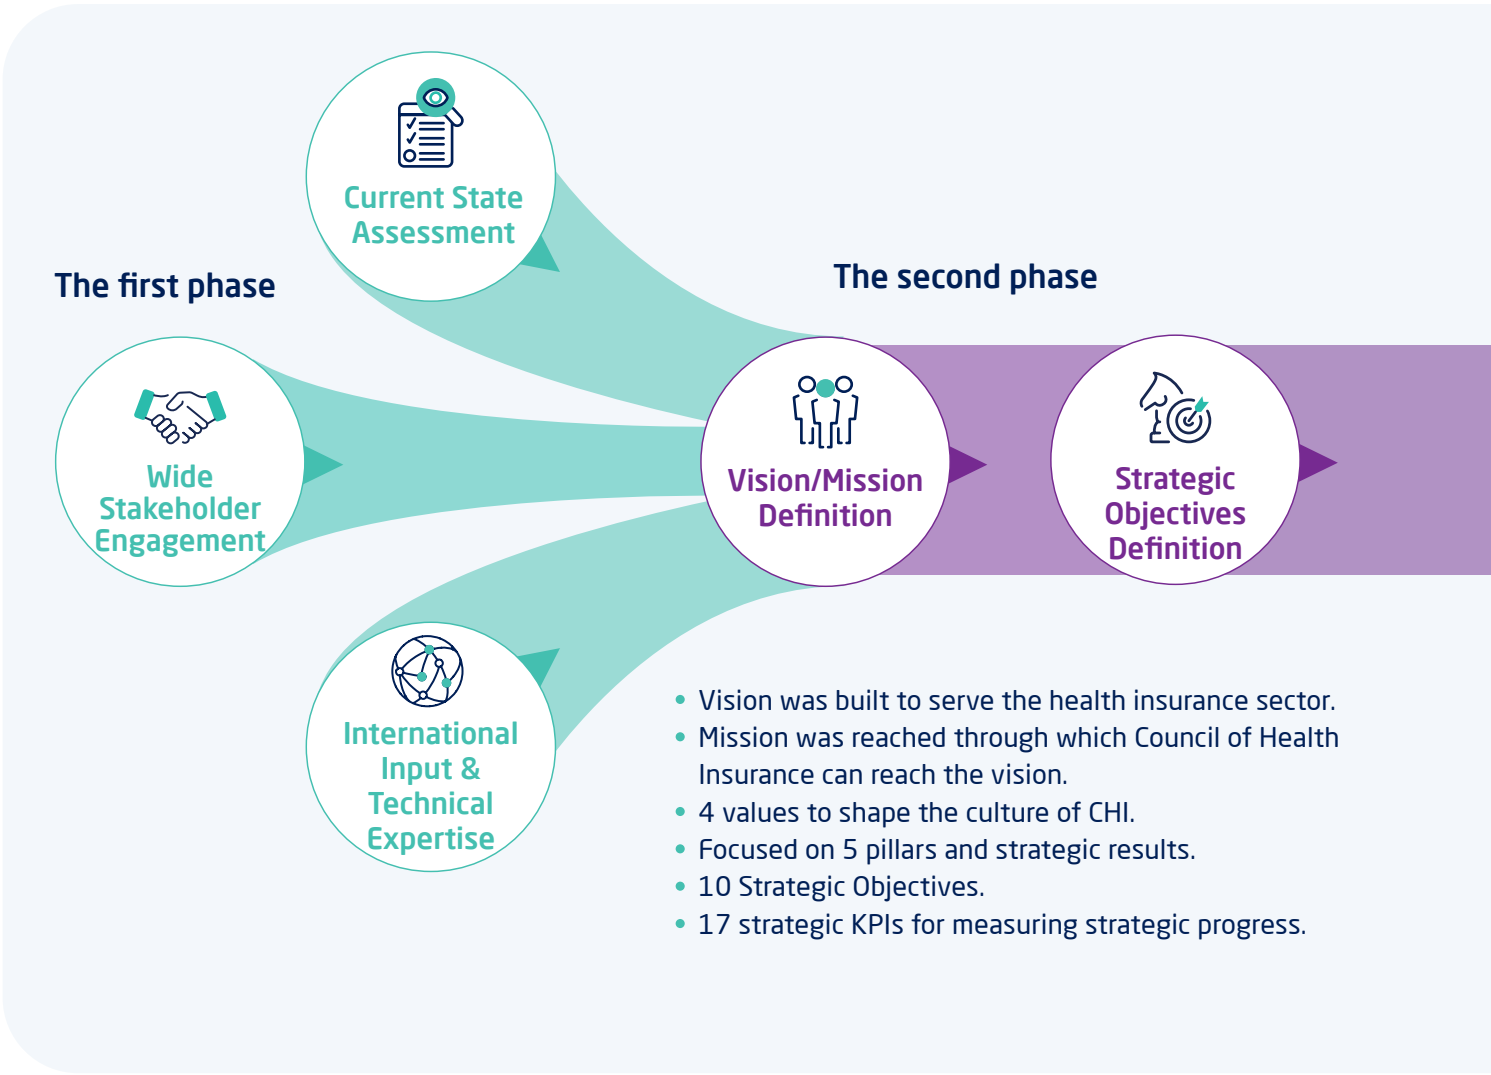 The first phase
Current State
Assessment
Wide
Stakeholder
Engagement
International
Input &
Technical
Expertise
The second phase
Vision/Mission
Definition
Strategic
Objectives
Definition
• Vision was built to serve the health insurance sector.
• Mission was reached through which Council of Health
Insurance can reach the vision.
• 4 values to shape the culture of CHI.
• Focused on 5 pillars and strategic results.
• 10 Strategic Objectives.
• 17 strategic KPIs for measuring strategic progress.